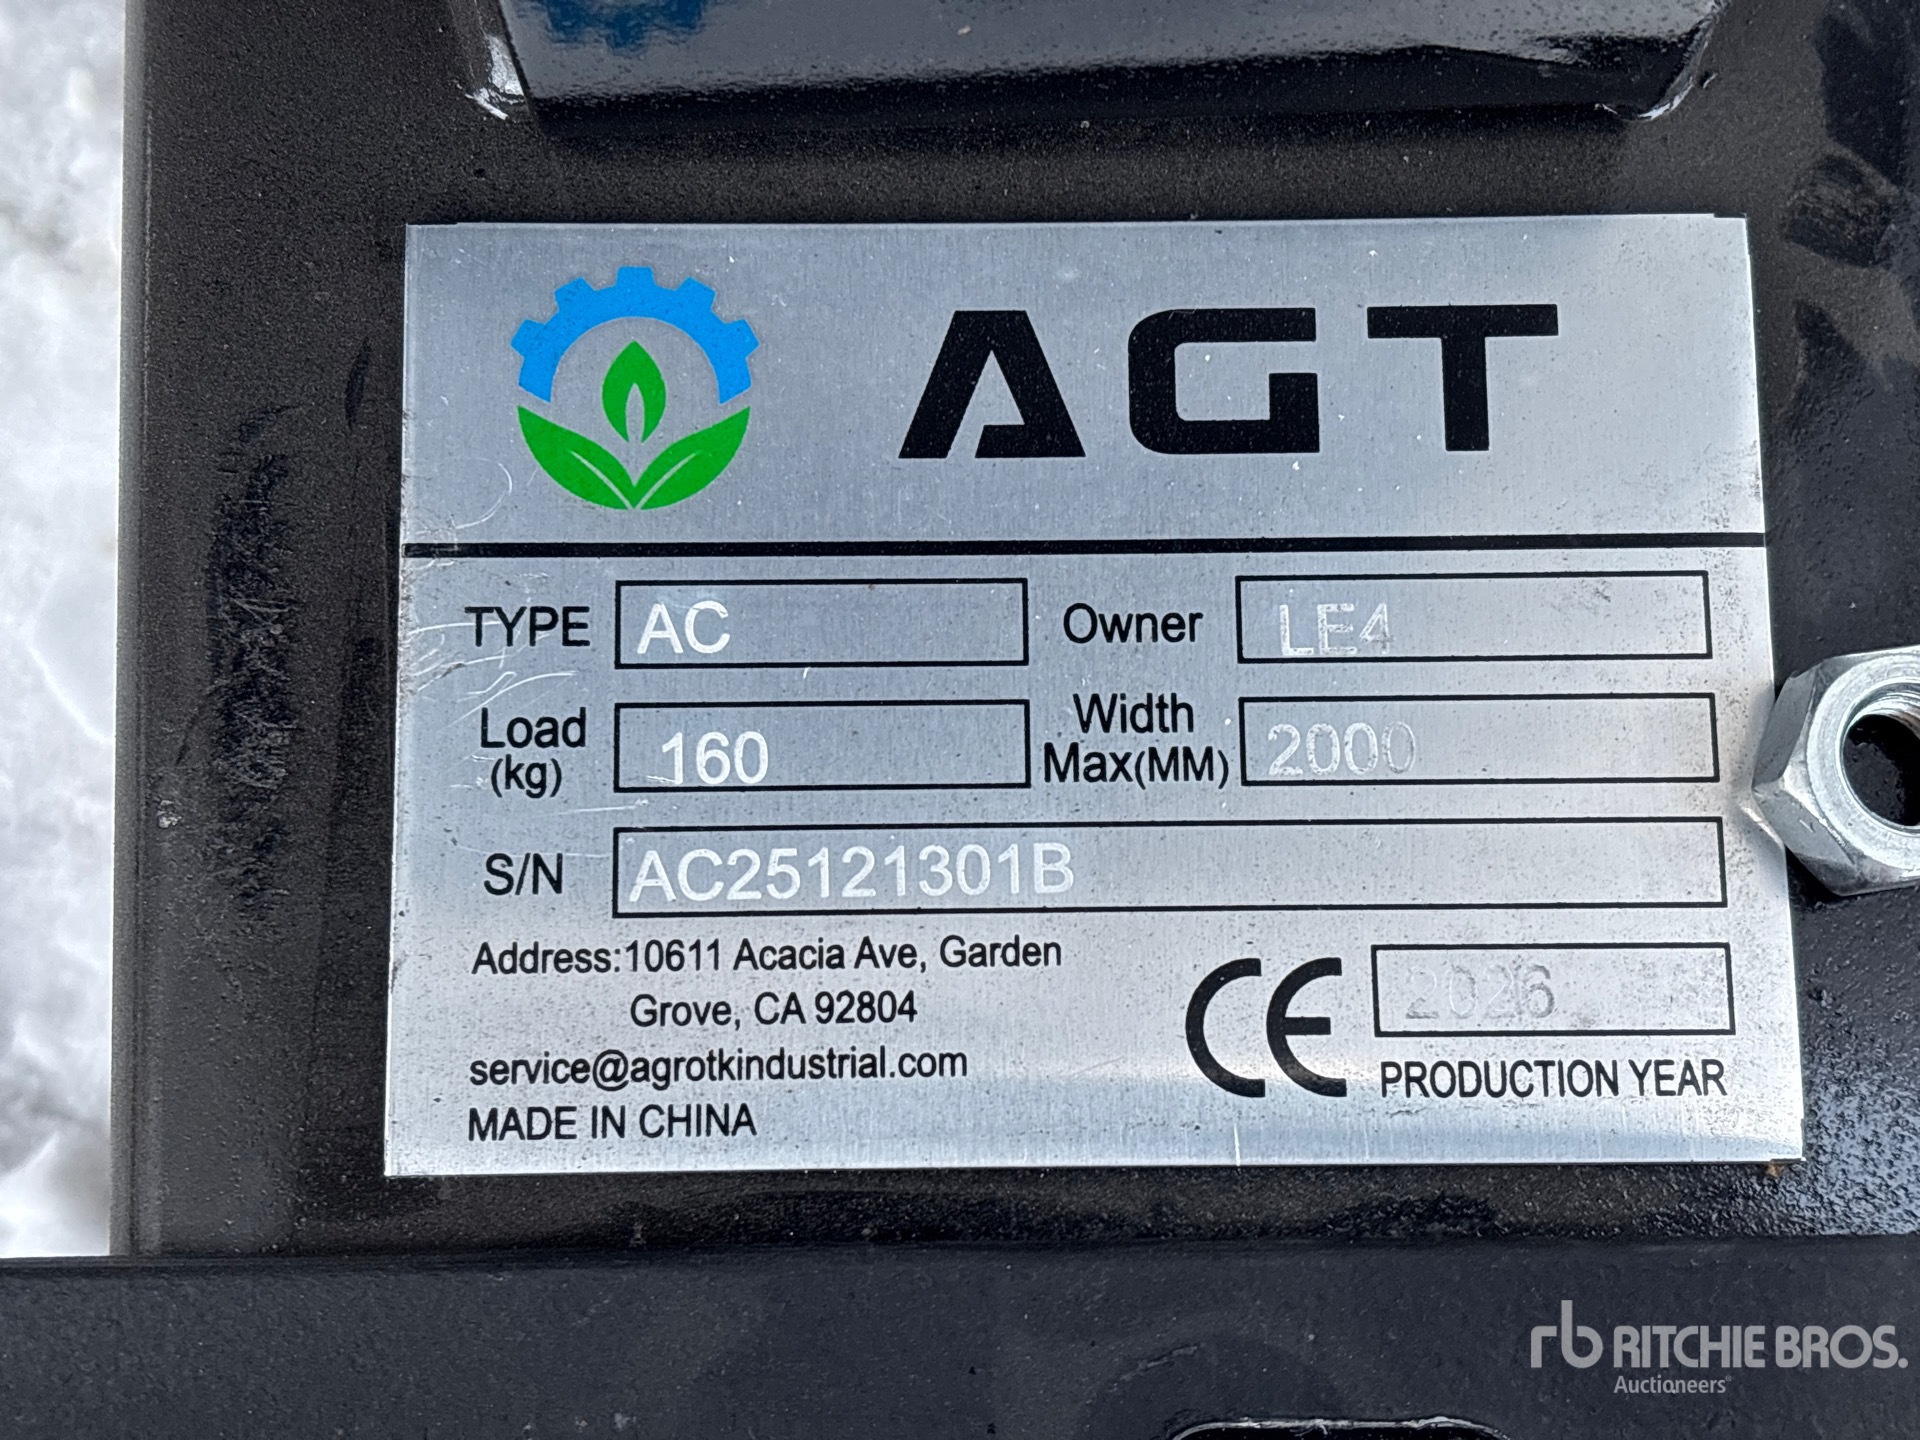 AGT
TYPE AC Owner LE4
Load (kg) 160 Width Max(MM) 2000
S/N AC25121301B
Address:10611 Acacia Ave, Garden
Grove, CA 92804
service@agrotkindustrial.com
MADE IN CHINA
CE 2026
PRODUCTION YEAR
rb RITCHIE BROS.
Auctioneers